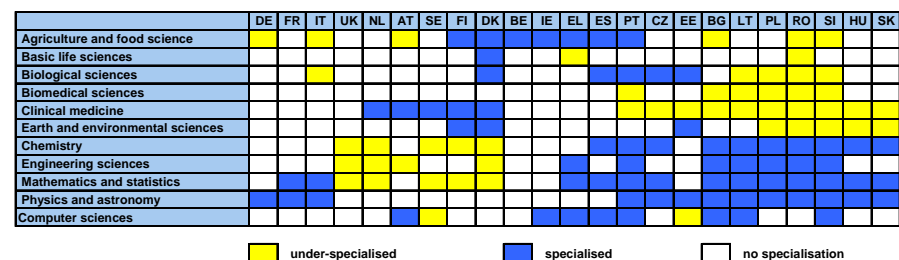 DE FR IT UK NL AT SE FI DK BE IE EL ES PT CZ EE BG LT PL RO SI HU SK
Agriculture and food science
Basic life sciences
Biological sciences
Biomedical sciences
Clinical medicine
Earth and environmental sciences
Chemistry
Engineering sciences
Mathematics and statistics
Physics and astronomy
Computer sciences
under-specialised specialised no specialisation